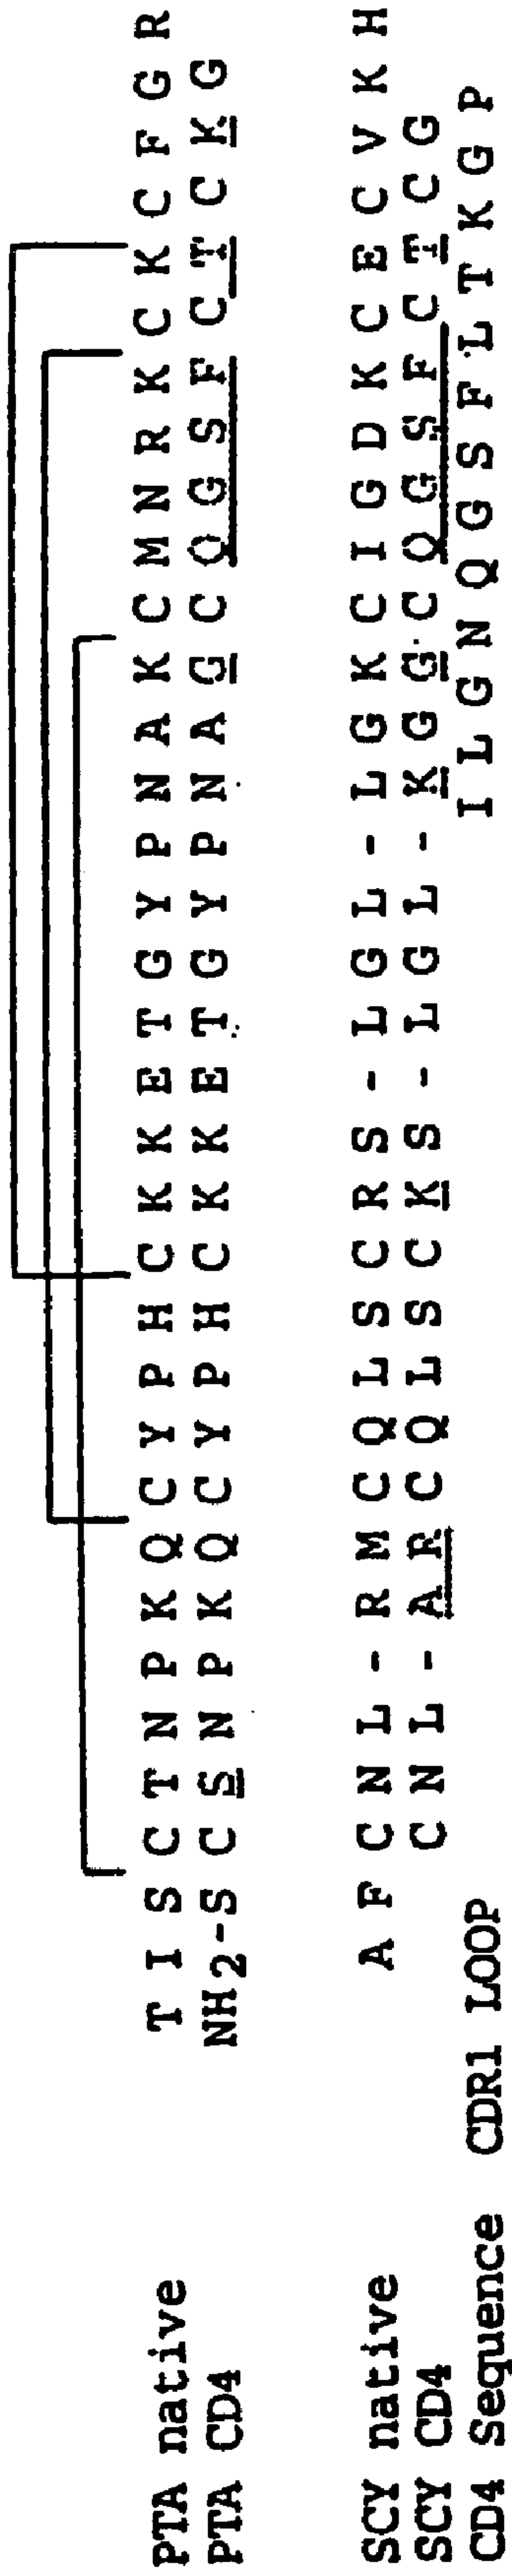 PTA native T I S C T N P K Q C Y P H C K K E T G Y P N A K C M N R K C K C F G R
PTA CD4 NH2-S C S N P K Q C Y P H C K K E T G Y P N A G C Q G S F C T C K G
SCY native A F C N L - R M C Q L S C R S - L G L - L G K C I G D K C E C V K H
SCY CD4 C N L - A R C Q L S C K S - L G L - K G G C Q G S F C T C G
CD4 Sequence CDR1 LOOP I L G N Q G S F L T K G P